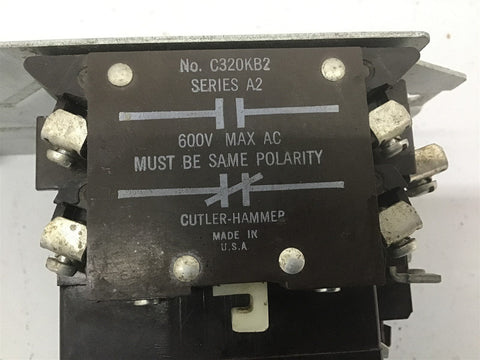 No. C320KB2
SERIES A2
600V MAX AC
MUST BE SAME POLARITY
CUTLER-HAMMER
MADE IN
U.S.A